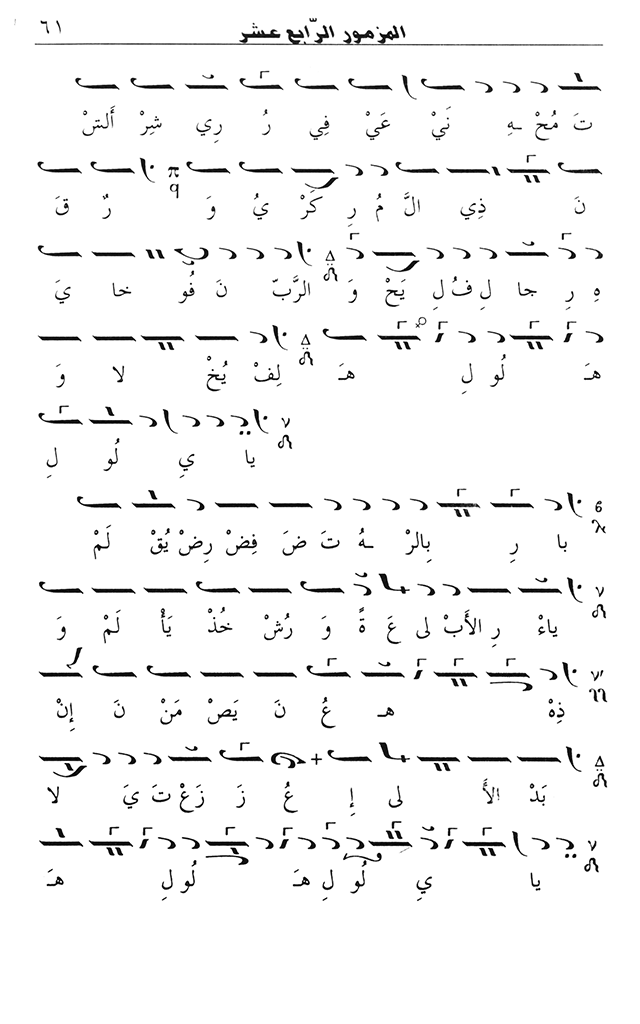 المزمور الرّابع عشر ٦١
أَلشْ شِرْ رِي رُ فِي عَيْ نَيْ ـهِ مُحْ تَ
قَ رٌ وَ يُ كَرْ رِ مُ الَّ ذِي نَ
يَ خا فُو نَ الرَّبّ وَ يَحْ لِ فُ لِ جا رِ هِ
وَ لا يُخْ لِفْ هَـ لِ لُو هَـ
لِ لُو يِ يا
لَمْ يُقْ رِضْ فِضْ ضَ تَ ـهُ بِالرْ رِ با
وَ لَمْ يَأْ خُذْ رُشْ وَ ةً عَ لى الأَبْ رِ ياءْ
إِنْ نَ مَنْ يَصْ نَ عُ هـ ذِهْ
لا يَ تَ زَعْ زَ عُ إِ لى الأَ بَدْ
هَـ لِ لُو هَـ لِ لُو يِ يا